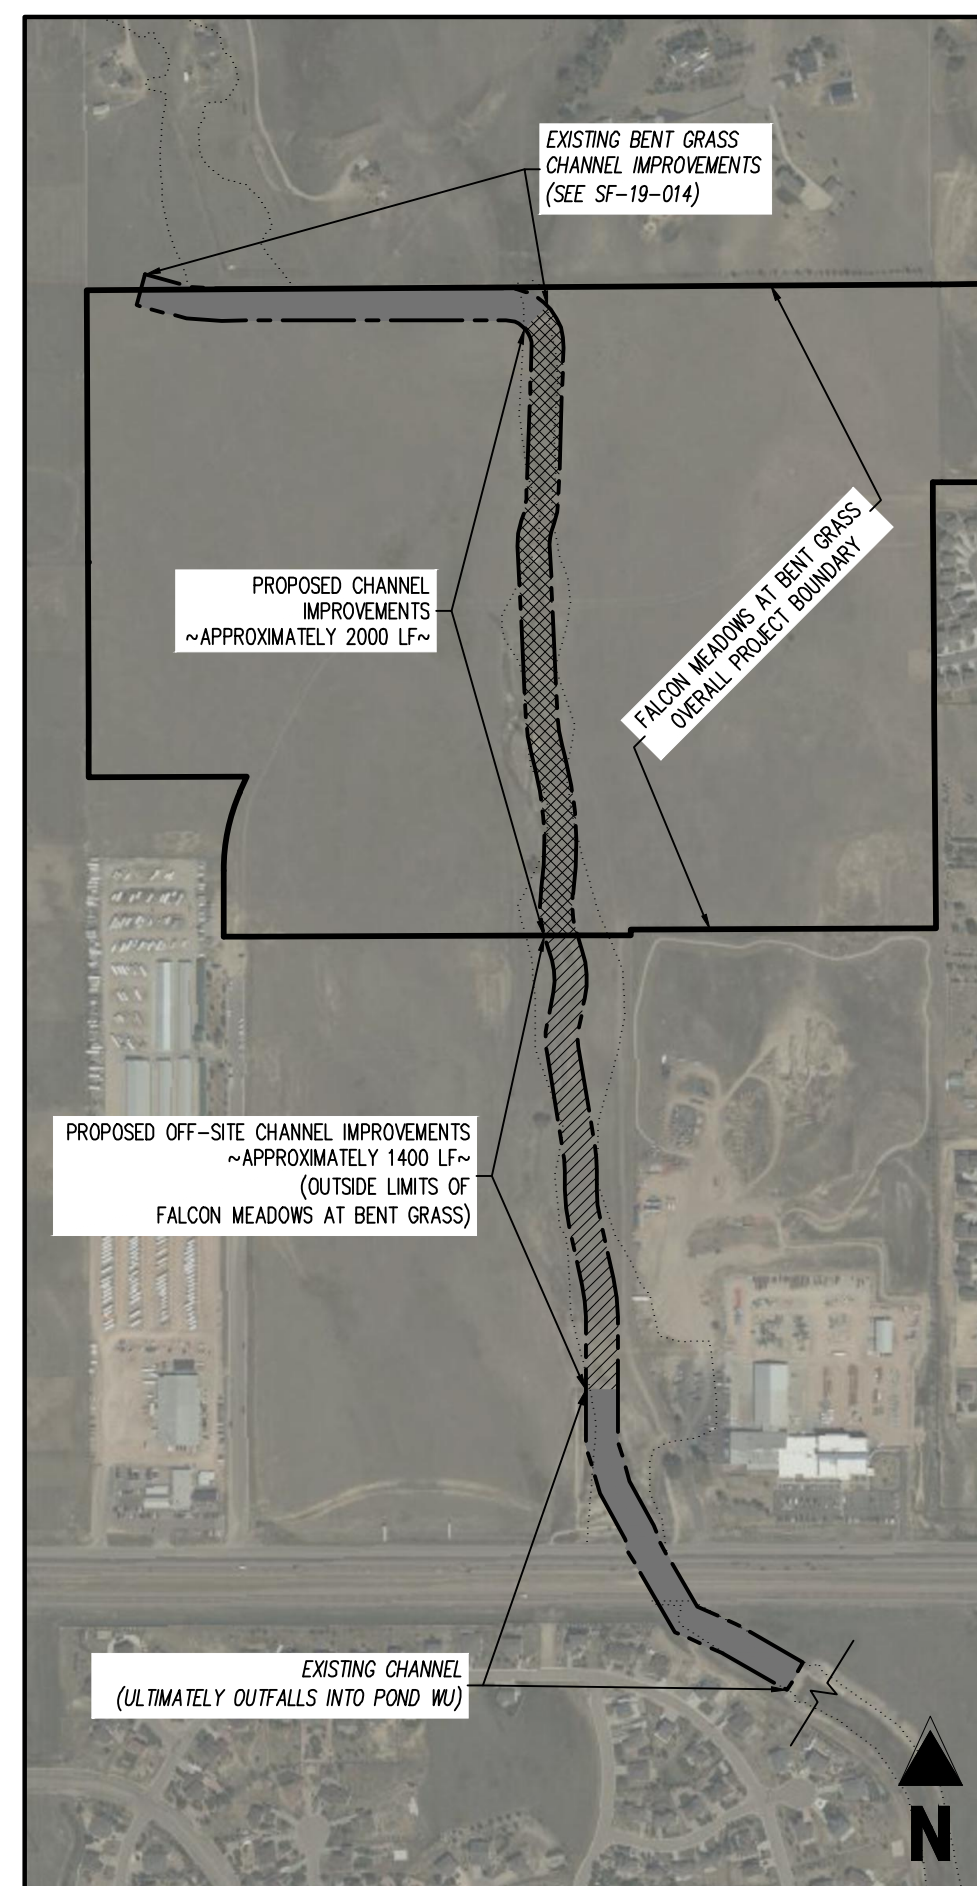 EXISTING BENT GRASS
CHANNEL IMPROVEMENTS
(SEE SF-19-014)
PROPOSED CHANNEL
IMPROVEMENTS
~APPROXIMATELY 2000 LF~
FALCON MEADOWS AT BENT GRASS
OVERALL PROJECT BOUNDARY
PROPOSED OFF-SITE CHANNEL IMPROVEMENTS
~APPROXIMATELY 1400 LF~
(OUTSIDE LIMITS OF
FALCON MEADOWS AT BENT GRASS)
EXISTING CHANNEL
(ULTIMATELY OUTFALLS INTO POND WU)
N